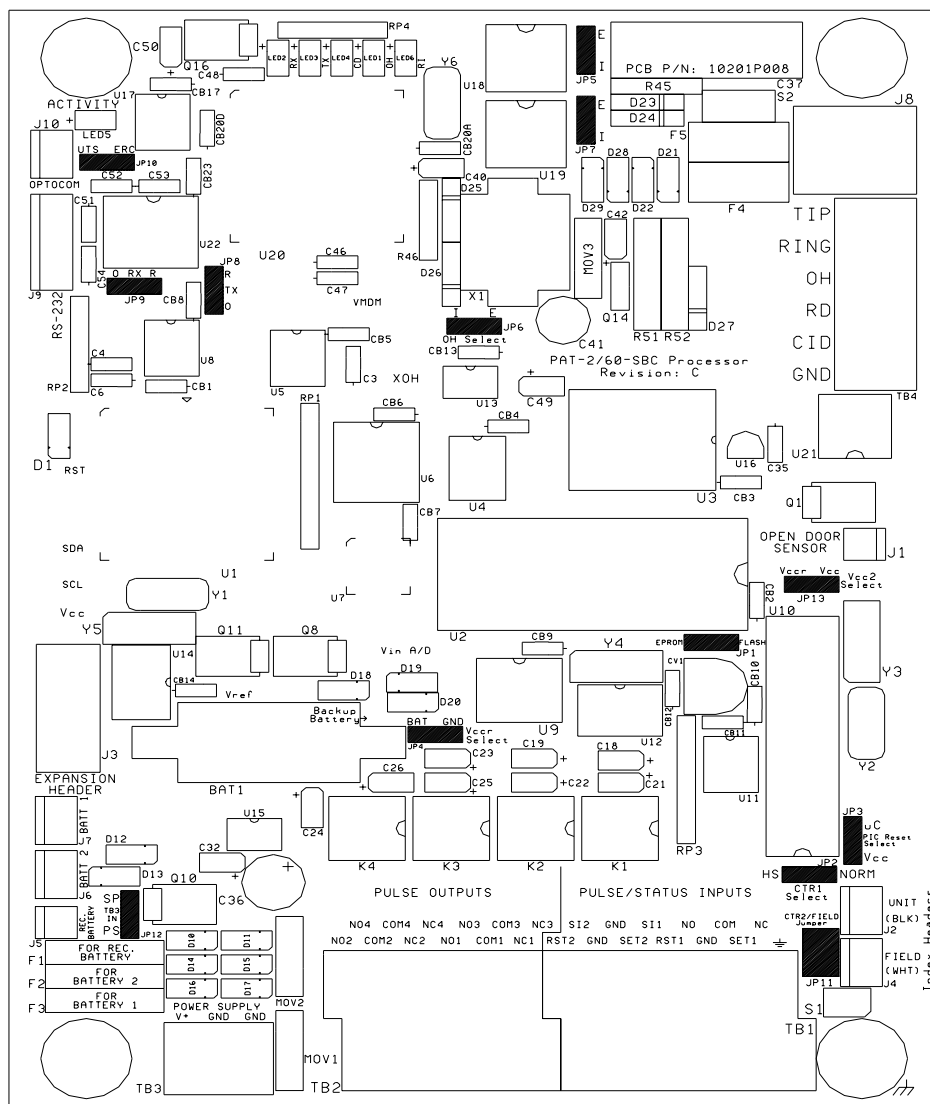 C50
Q16
RP4
LED2 RX LED3 TX LED4 CD LED1 OH LED6 RI
C48
CB17
Y6
U18
E
JP5
I
PCB P/N: 10201P008
R45
C37
S2
D23
D24
F5
J8
U17
ACTIVITY
LED5
CB20D
CB20A
J10
UTS ERC
JP10
OPTOCOM
C52 C53
CB23
E
JP7
I
U19
C40
D25
D28 D21
D29 D22
F4
C51
U22
U20
C46
C47
VMDM
R46
D26
X1
MOV3
C42
Q14
R51 R52
D27
TIP
RING
OH
RD
CID
GND
TB4
C54
O RX R
JP9
JP8
R
TX
O
J9
RS-232
CB8
U8
C4
C6
RP2
CB1
I E
JP6
OH Select
CB13
C41
PAT-2/60-SBC Processor
Revision: C
CB5
U5
C3
XOH
U13
C49
RP1
CB6
CB4
D1
RST
U6
U4
CB7
U3
U16
C35
CB3
U21
Q1
OPEN DOOR
SENSOR
J1
SDA
SCL
U1
U7
Y1
Vcc
Y5
Vccr Vcc
Vcc2
Select
JP13
CB2
U10
U2
CB9
Y4
EPROM FLASH
JP1
Q11 Q8
U14
CB14
Vref
Vin A/D
D19
D18
D20
CV1
CB10
CB12
CB11
Y3
U9
U12
U11
Y2
Backup
Battery
BAT GND
JP4
Vccr
Select
J3
EXPANSION
HEADER
BAT1
C23 C19 C18
C26 C25 C22 C21
C24
U15
BATT 1
J7
D12
C32
K4 K3 K2 K1
RP3
JP3
uC
PIC Reset
Select
Vcc
BATT 2
J6
D13
Q10
C36
PULSE OUTPUTS
PULSE/STATUS INPUTS
JP2
HS NORM
CTR1
Select
SP
TB3
IN
PS
JP12
REC.
BATTERY
J5
CTR2/FIELD
Jumper
UNIT
(BLK)
J2
Index Headers
NO4 COM4 NC4 NO3 COM3 NC3 SI2 GND SI1 NO COM NC
NO2 COM2 NC2 NO1 COM1 NC1 RST2 GND SET2 RST1 GND SET1
FOR REC.
BATTERY
F1
D10 D11
FOR
BATTERY 2
F2
D14 D15
FOR
BATTERY 1
F3
D16 D17
MOV2
FIELD
(WHT)
J4
JP11
S1
POWER SUPPLY
V+ GND GND
TB3
MOV1
TB2
TB1